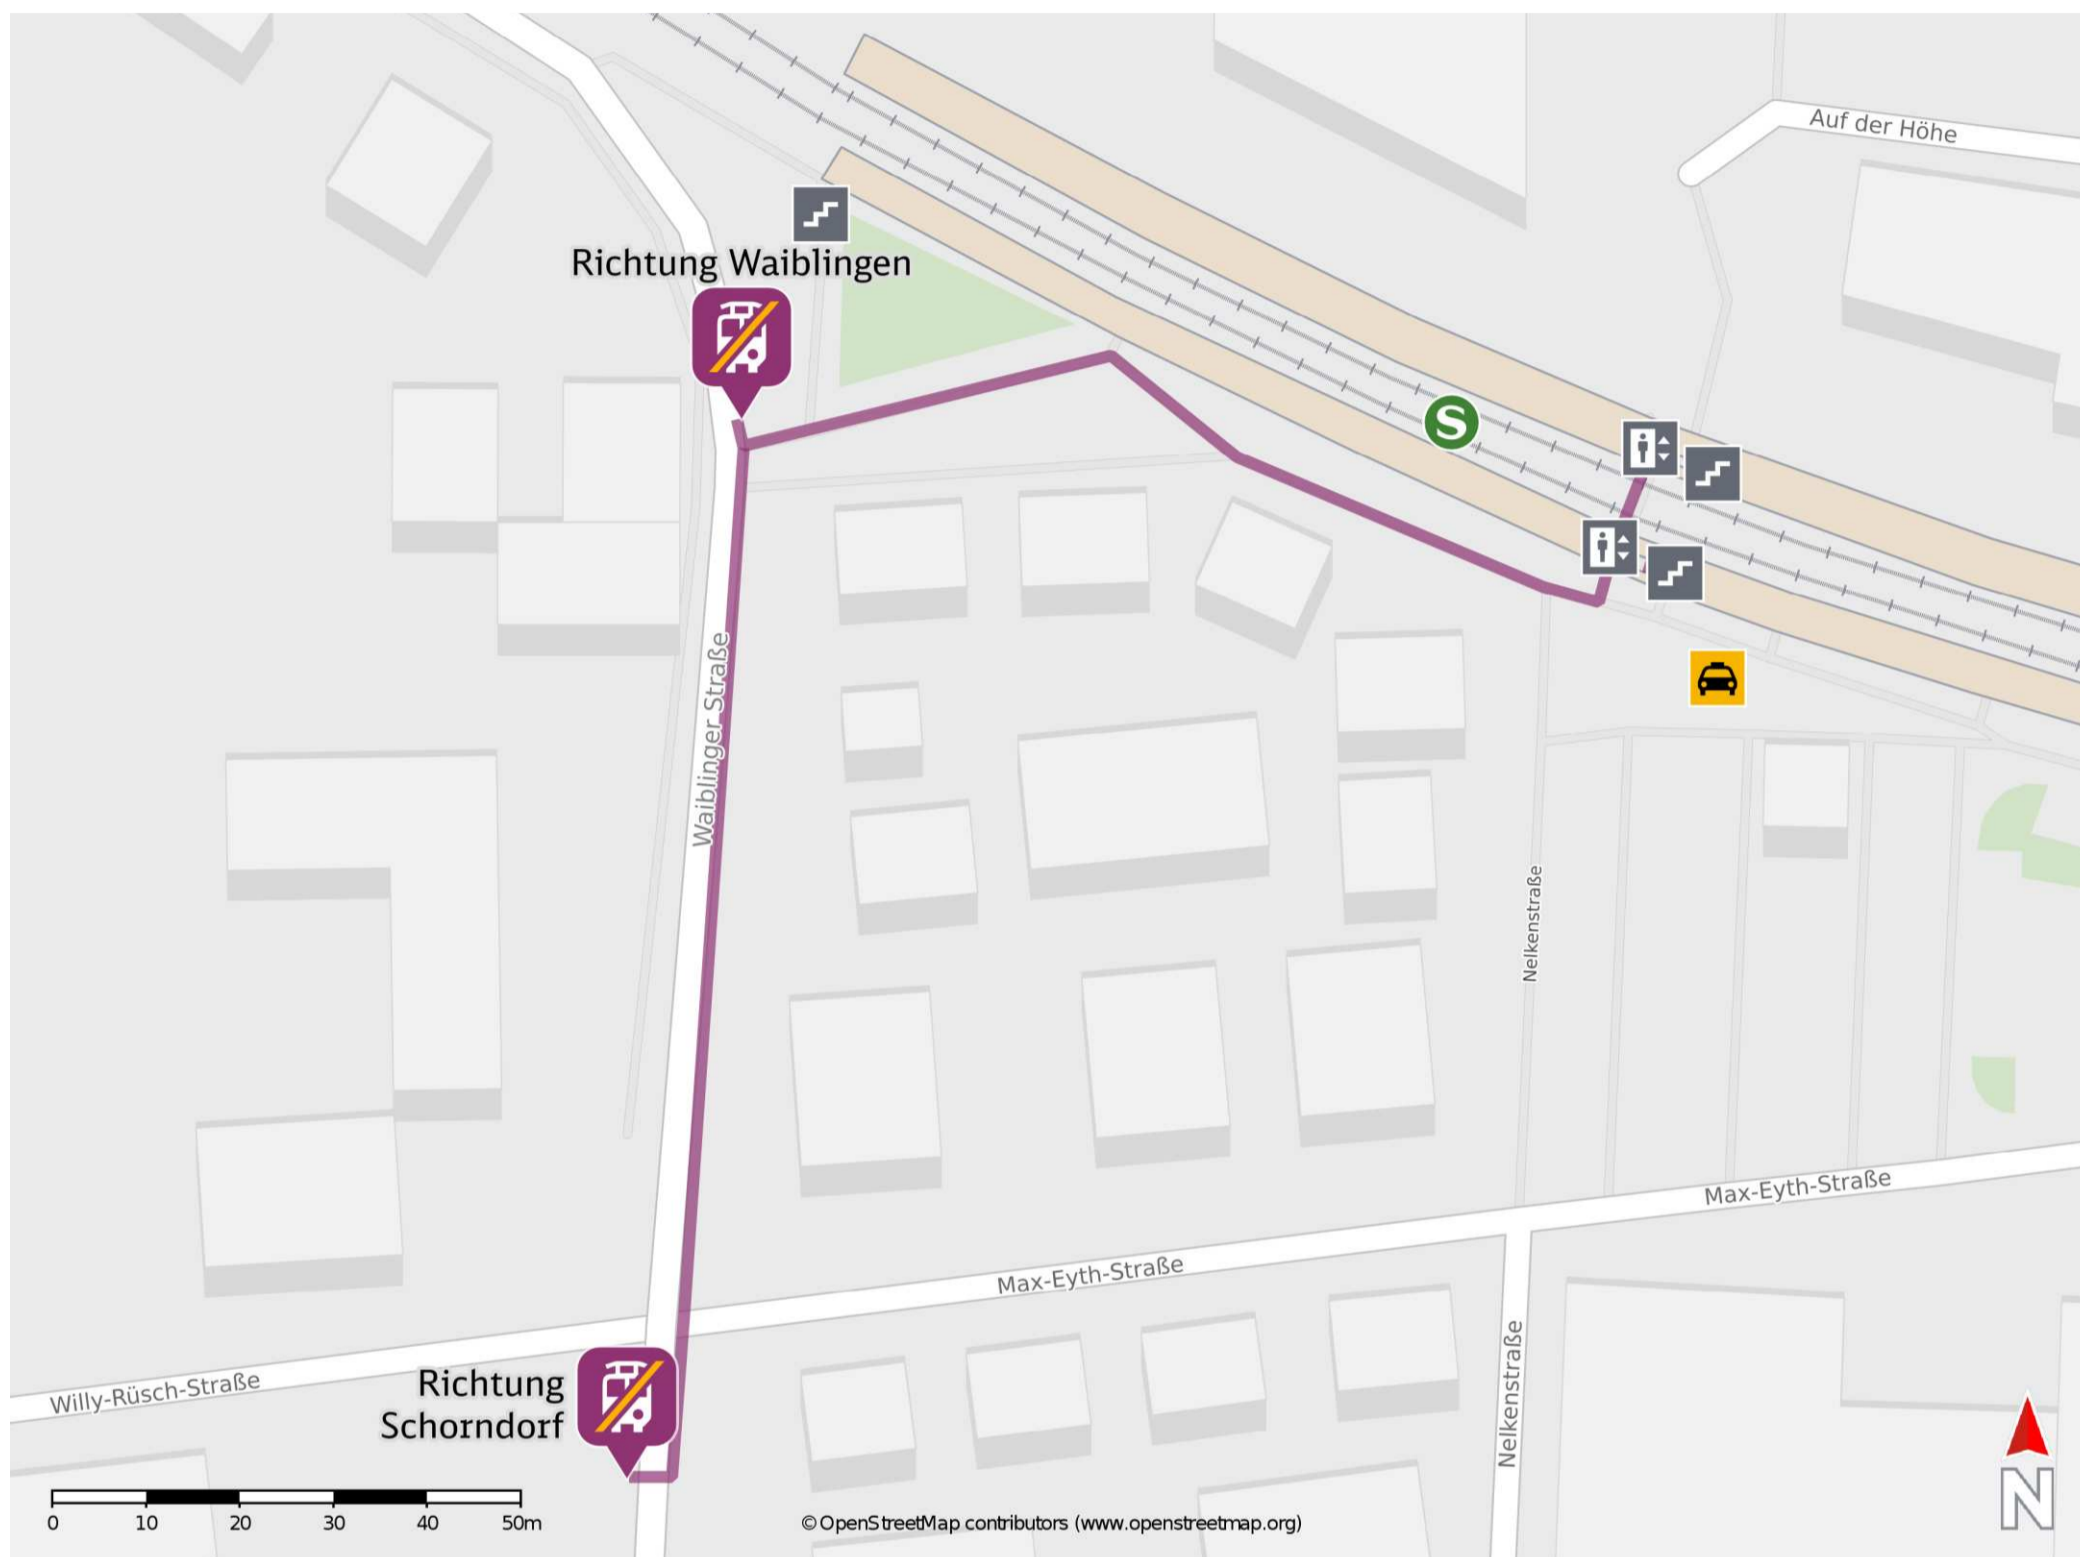 Auf der Höhe
Richtung Waiblingen
S
Waiblinger Straße
Nelkenstraße
Max-Eyth-Straße
Max-Eyth-Straße
Nelkenstraße
Willy-Rüsch-Straße
Richtung
Schorndorf
0 10 20 30 40 50m
© OpenStreetMap contributors (www.openstreetmap.org)
N